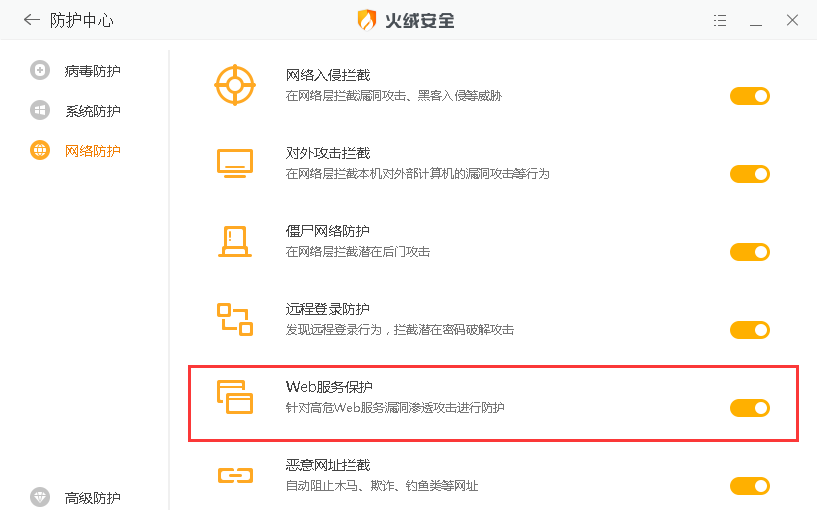 防护中心
火绒安全
病毒防护
系统防护
网络防护
高级防护
网络入侵拦截
在网络层拦截漏洞攻击、黑客入侵等威胁
对外攻击拦截
在网络层拦截本机对外部计算机的漏洞攻击等行为
僵尸网络防护
在网络层拦截潜在后门攻击
远程登录防护
发现远程登录行为，拦截潜在密码破解攻击
Web服务保护
针对高危Web服务漏洞渗透攻击进行防护
恶意网址拦截
自动阻止木马、欺诈、钓鱼类等网址